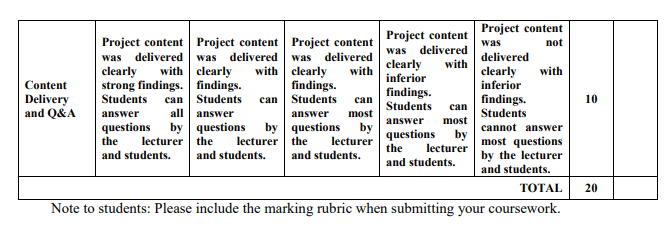 Content
Delivery
and Q&A
Project content
was delivered
clearly with
strong findings.
Students can
answer all
questions by
the lecturer
and students.
Project content
was delivered
clearly with
findings.
Students can
answer
questions by
the lecturer
and students.
Project content
was delivered
clearly with
findings.
Students can
answer most
questions by
the lecturer
and students.
Project content
was delivered
clearly with
inferior
findings.
Students can
answer most
questions by
the lecturer
and students.
Project content
was not
delivered
clearly with
inferior
findings.
Students
cannot answer
most questions
by the lecturer
and students.
10
TOTAL 20
Note to students: Please include the marking rubric when submitting your coursework.